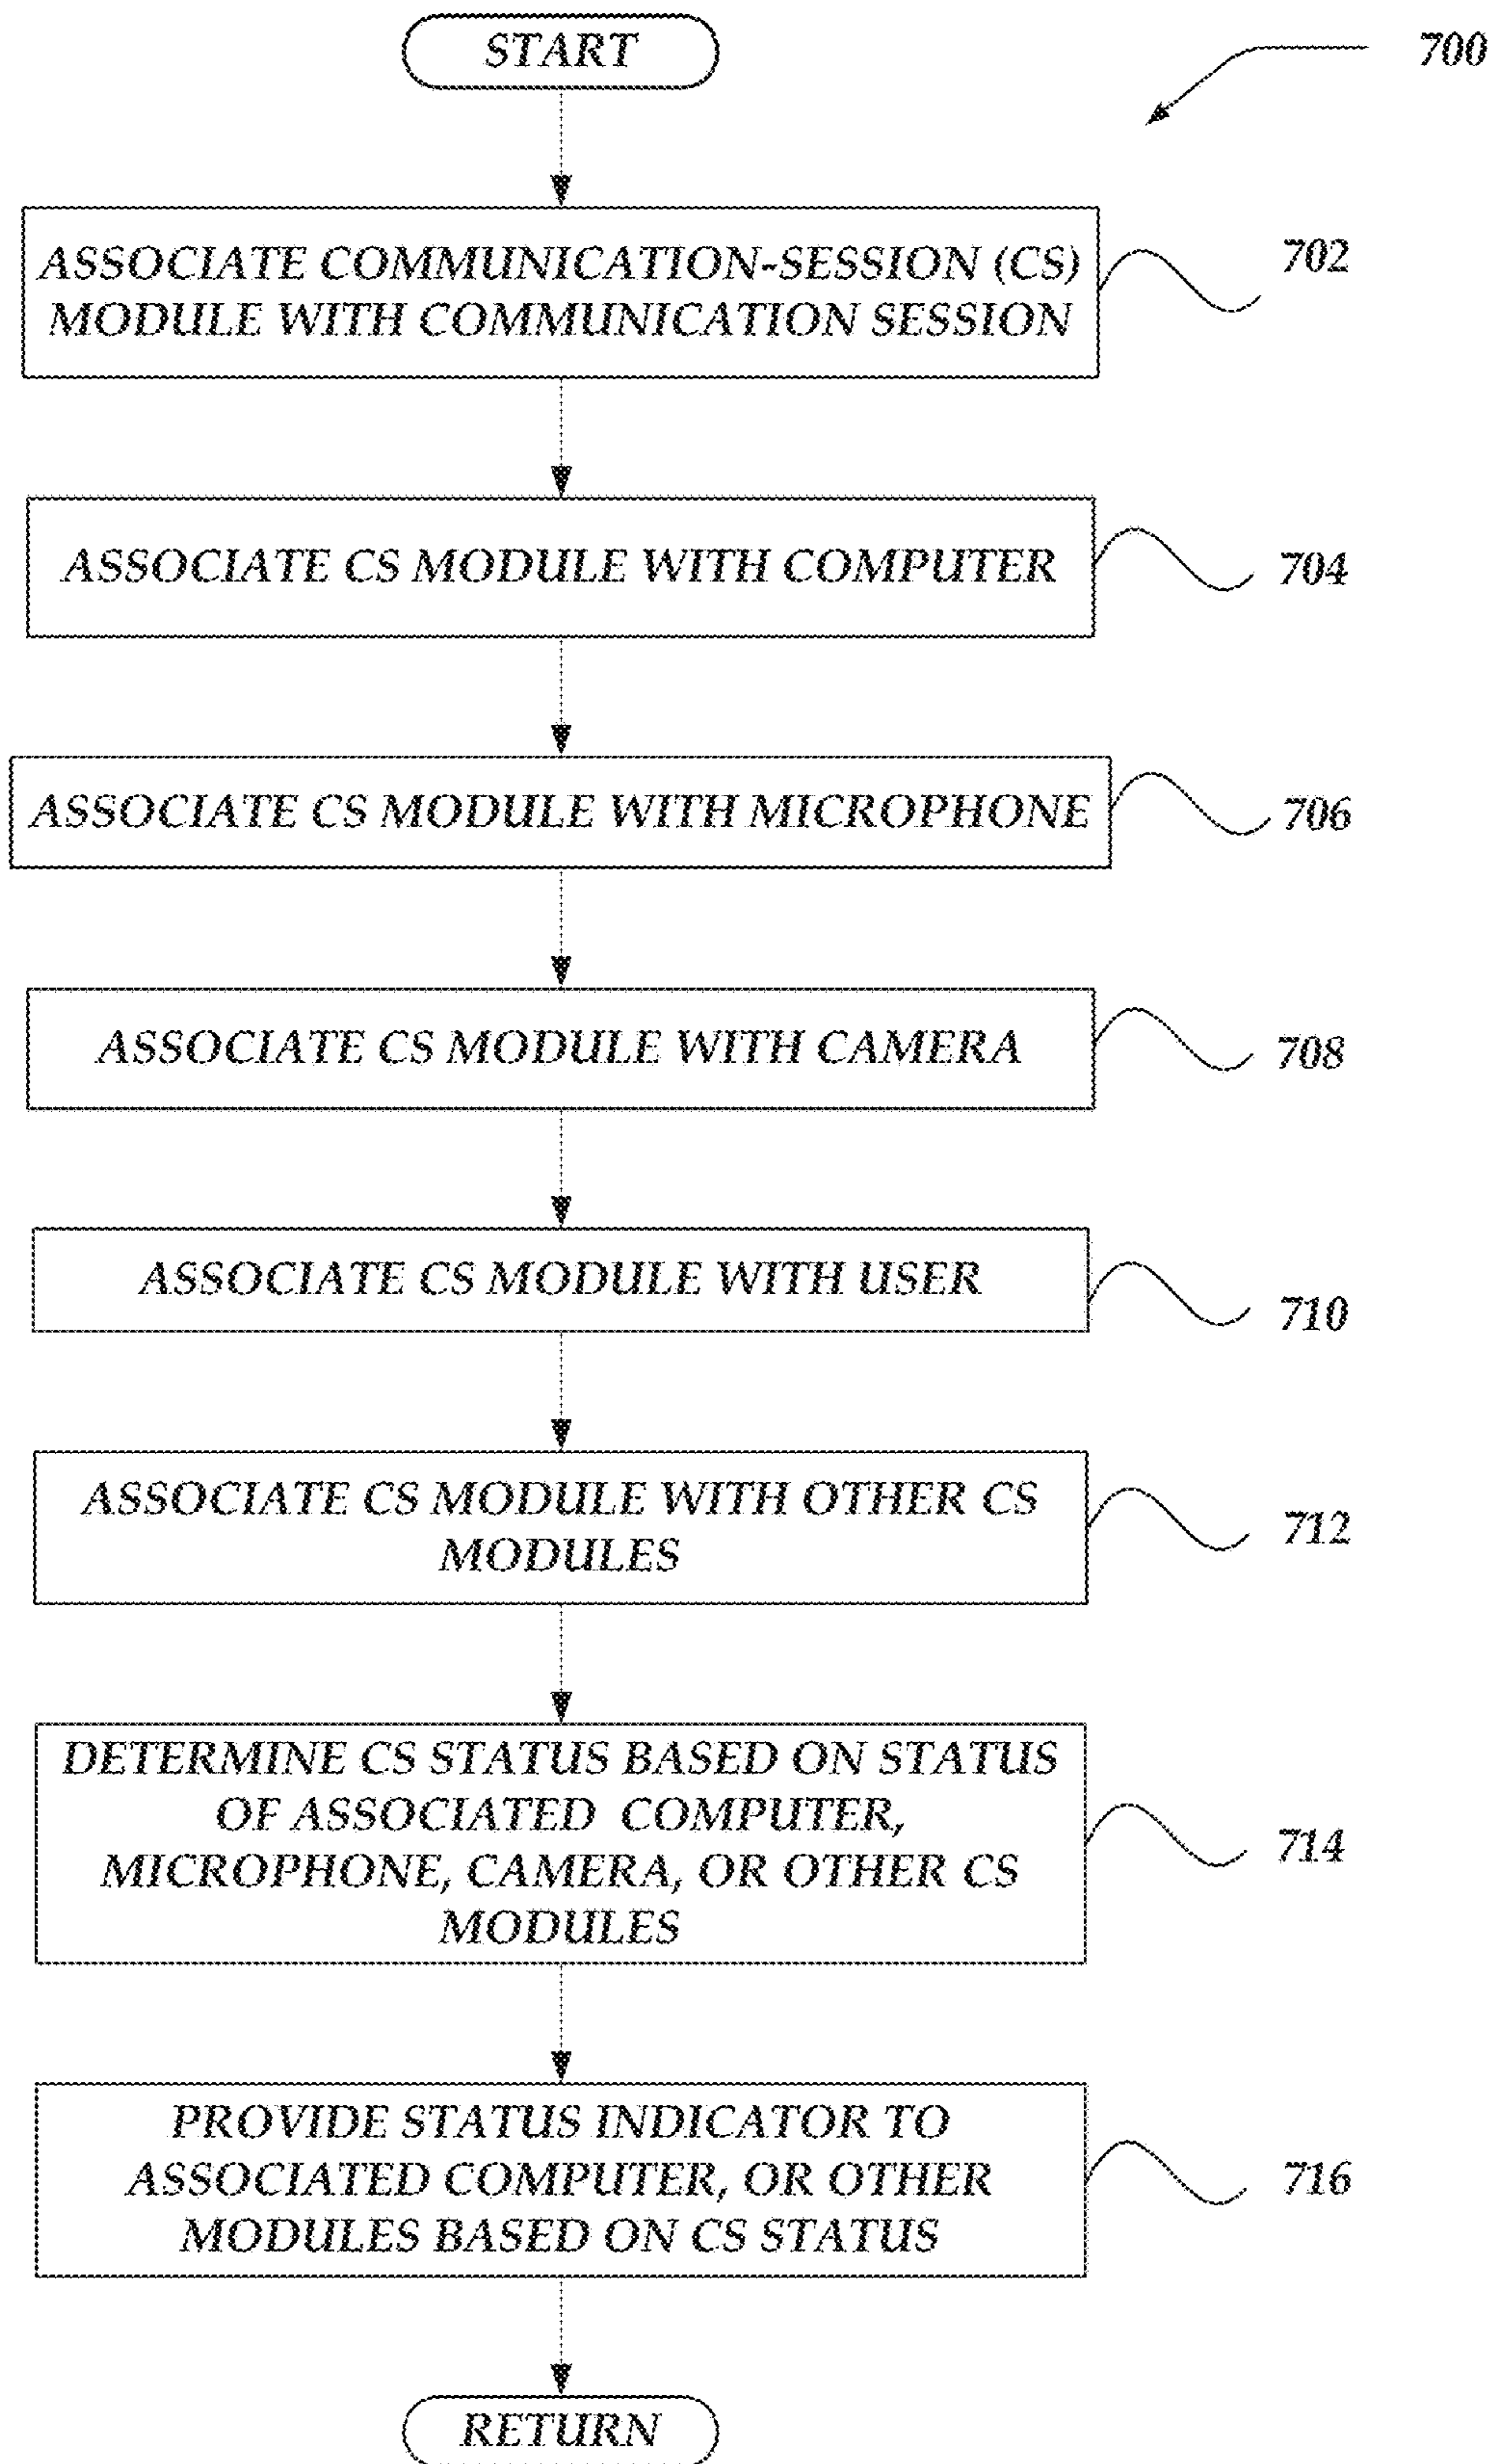 START
700
ASSOCIATE COMMUNICATION-SESSION (CS)
MODULE WITH COMMUNICATION SESSION
702
ASSOCIATE CS MODULE WITH COMPUTER
704
ASSOCIATE CS MODULE WITH MICROPHONE
706
ASSOCIATE CS MODULE WITH CAMERA
708
ASSOCIATE CS MODULE WITH USER
710
ASSOCIATE CS MODULE WITH OTHER CS
MODULES
712
DETERMINE CS STATUS BASED ON STATUS
OF ASSOCIATED COMPUTER,
MICROPHONE, CAMERA, OR OTHER CS
MODULES
714
PROVIDE STATUS INDICATOR TO
ASSOCIATED COMPUTER, OR OTHER
MODULES BASED ON CS STATUS
716
RETURN